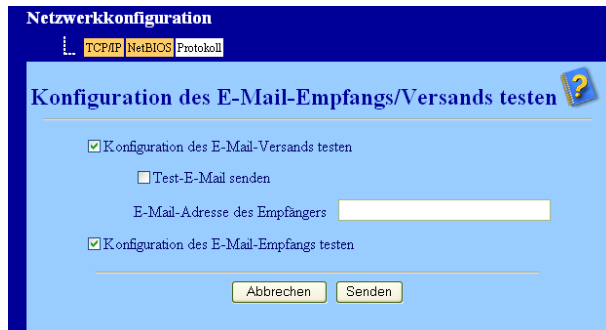 Netzwerkkonfiguration
TCP/IP NetBIOS Protokoll
Konfiguration des E-Mail-Empfangs/Versands testen
Konfiguration des E-Mail-Versands testen
Test-E-Mail senden
E-Mail-Adresse des Empfängers
Konfiguration des E-Mail-Empfangs testen
Abbrechen Senden